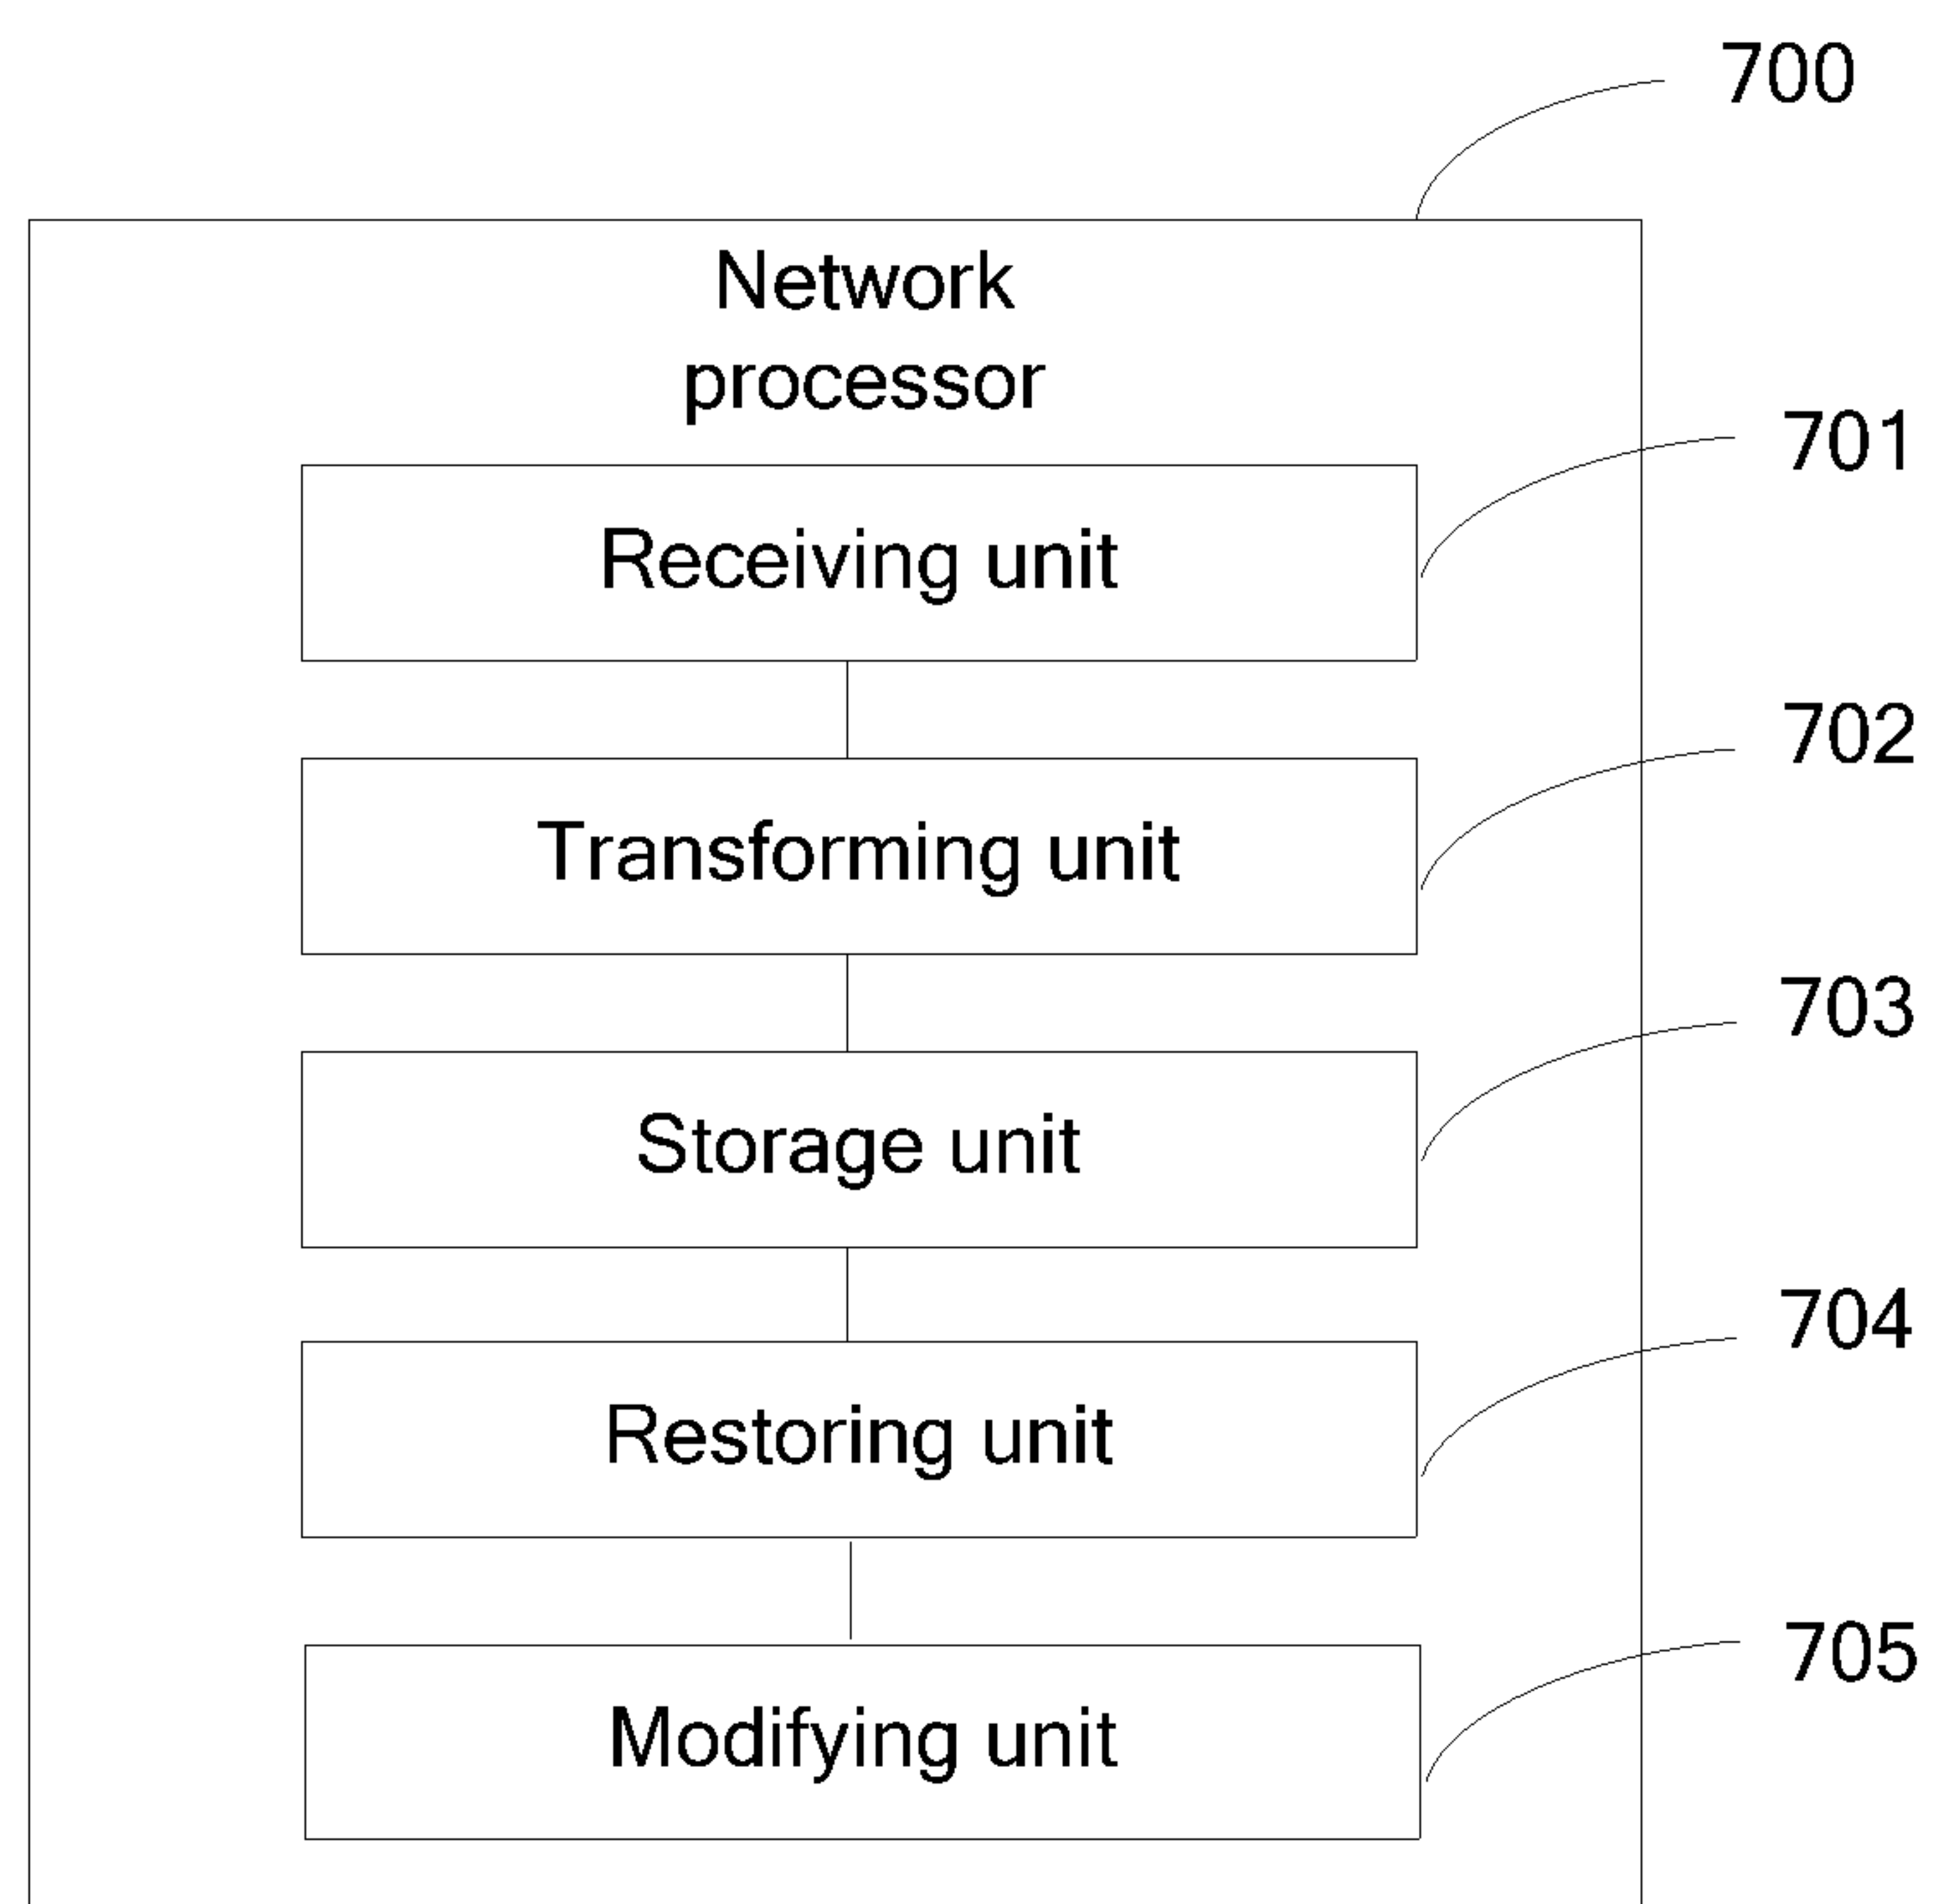 700
Network
processor
701
Receiving unit
702
Transforming unit
703
Storage unit
704
Restoring unit
705
Modifying unit